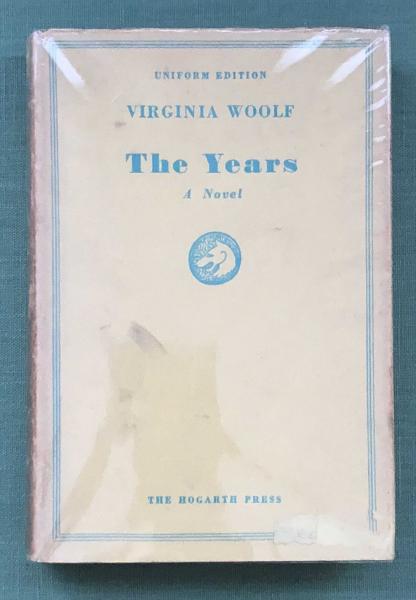 UNIFORM EDITION
VIRGINIA WOOLF
The Years
A Novel
THE HOGARTH PRESS